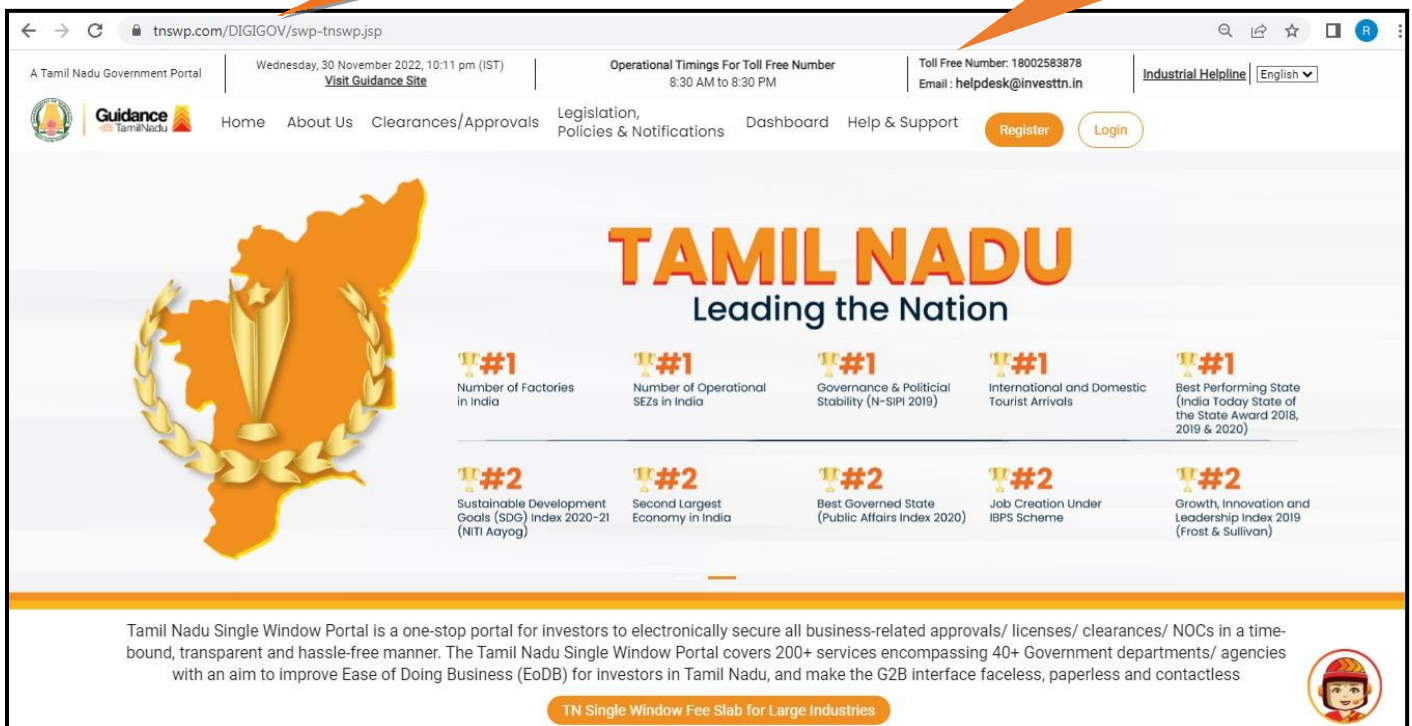 tnswp.com/DIGIGOV/swp-tnswp.jsp
R
A Tamil Nadu Government Portal
Wednesday, 30 November 2022, 10:11 pm (IST)
Visit Guidance Site
Operational Timings For Toll Free Number
8:30 AM to 8:30 PM
Toll Free Number: 18002583878
Email : helpdesk@investtn.in
Industrial Helpline
English
Guidance
TamilNadu
Home About Us Clearances/Approvals
Legislation,
Policies & Notifications
Dashboard Help & Support
Register
Login
TAMIL NADU
Leading the Nation
#1
Number of Factories
in India
#1
Number of Operational
SEZs in India
#1
Governance & Politicial
Stability (N-SIPI 2019)
#1
International and Domestic
Tourist Arrivals
#1
Best Performing State
(India Today State of
the State Award 2018,
2019 & 2020)
#2
Sustainable Development
Goals (SDG) Index 2020-21
(NITI Aayog)
#2
Second Largest
Economy in India
#2
Best Governed State
(Public Affairs Index 2020)
#2
Job Creation Under
IBPS Scheme
#2
Growth, Innovation and
Leadership Index 2019
(Frost & Sullivan)
Tamil Nadu Single Window Portal is a one-stop portal for investors to electronically secure all business-related approvals/ licenses/ clearances/ NOCs in a time-
bound, transparent and hassle-free manner. The Tamil Nadu Single Window Portal covers 200+ services encompassing 40+ Government departments/ agencies
with an aim to improve Ease of Doing Business (EoDB) for investors in Tamil Nadu, and make the G2B interface faceless, paperless and contactless
TN Single Window Fee Slab for Large Industries